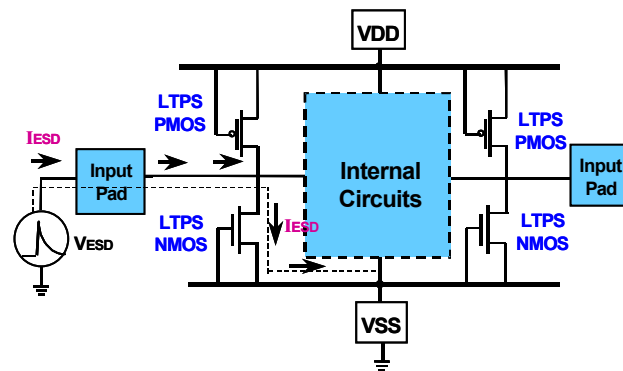 VDD
LTPS
PMOS
LTPS
PMOS
IESD
Input
Pad
Internal
Circuits
Input
Pad
VESD
LTPS
NMOS
IESD
LTPS
NMOS
VSS